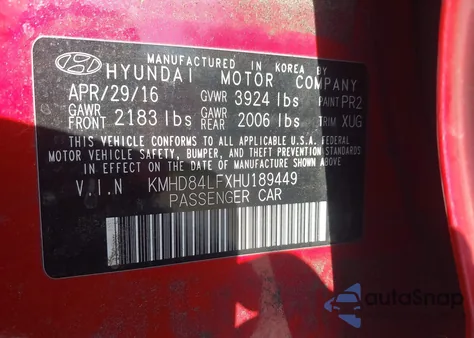 MANUFACTURED IN KOREA BY
HYUNDAI MOTOR COMPANY
APR/29/16 GVWR 3924 lbs PAINT PR2
GAWR FRONT 2183 lbs GAWR REAR 2006 lbs TRIM XUG
THIS VEHICLE CONFORMS TO ALL APPLICABLE U.S.A. FEDERAL
MOTOR VEHICLE SAFETY, BUMPER, AND THEFT PREVENTION
STANDARDS IN EFFECT ON THE DATE OF MANUFACTURE SHOWN ABOVE.
V.I.N KMHD84LFXHU189449
PASSENGER CAR
autoSnap